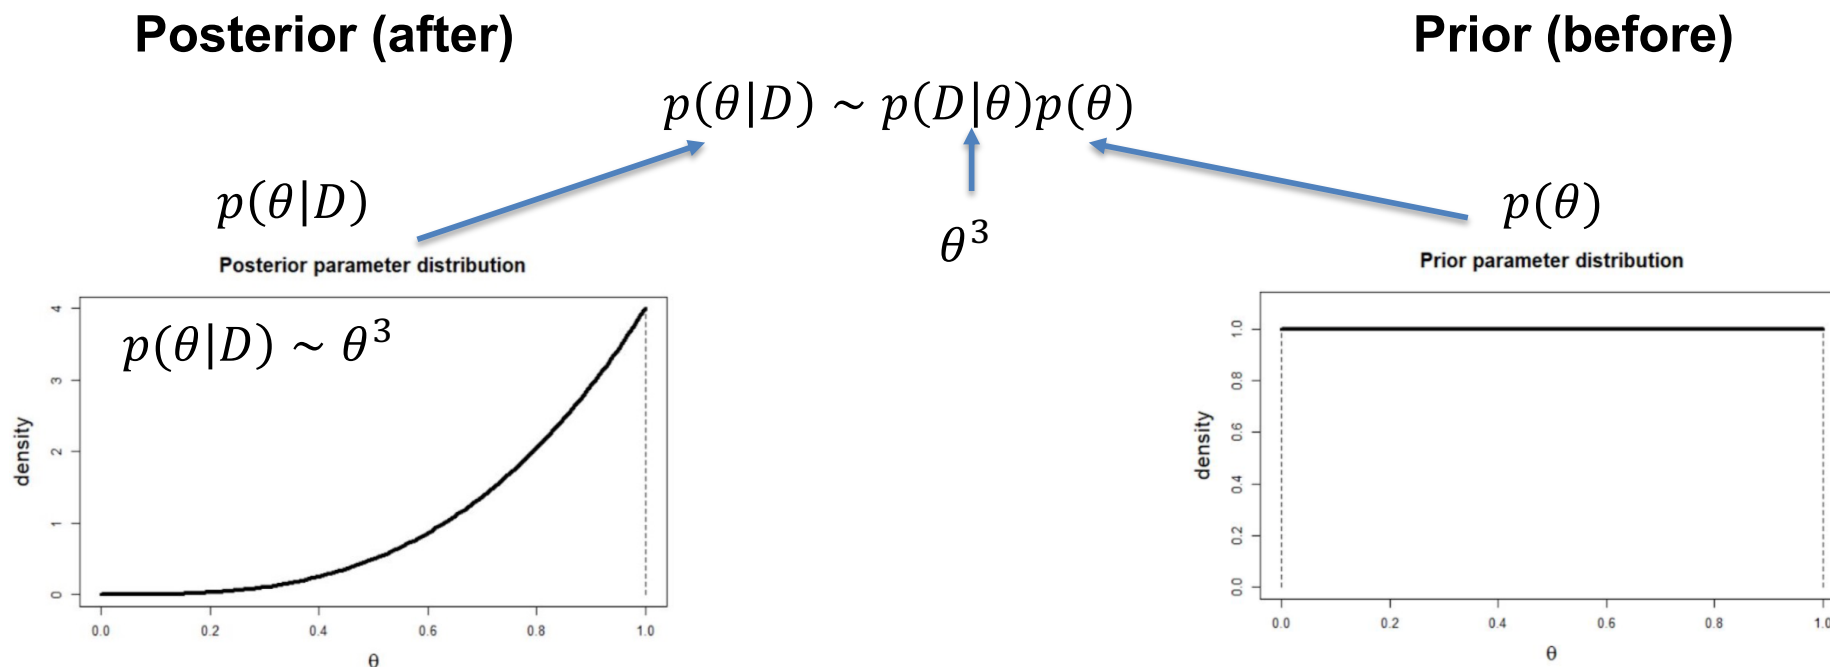 Posterior (after)
Prior (before)
p(θ|D) ~ p(D|θ)p(θ)
p(θ|D)
θ³
p(θ)
Posterior parameter distribution
p(θ|D) ~ θ³
density
0 1 2 3 4
0.0 0.2 0.4 0.6 0.8 1.0
θ
Prior parameter distribution
density
0.0 0.2 0.4 0.6 0.8 1.0
0.0 0.2 0.4 0.6 0.8 1.0
θ